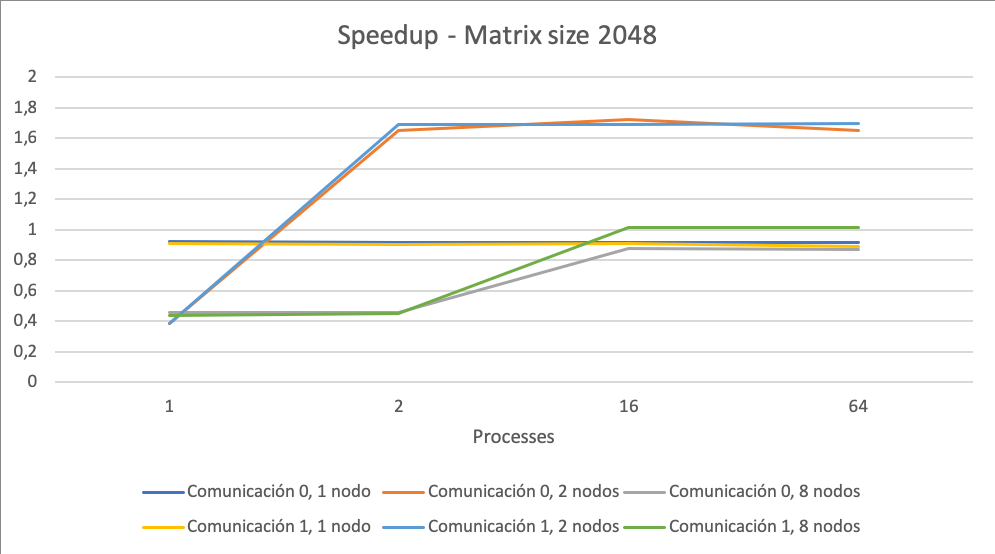 Speedup - Matrix size 2048
2
1,8
1,6
1,4
1,2
1
0,8
0,6
0,4
0,2
0
1 2 16 64
Processes
Comunicación 0, 1 nodo Comunicación 0, 2 nodos Comunicación 0, 8 nodos
Comunicación 1, 1 nodo Comunicación 1, 2 nodos Comunicación 1, 8 nodos